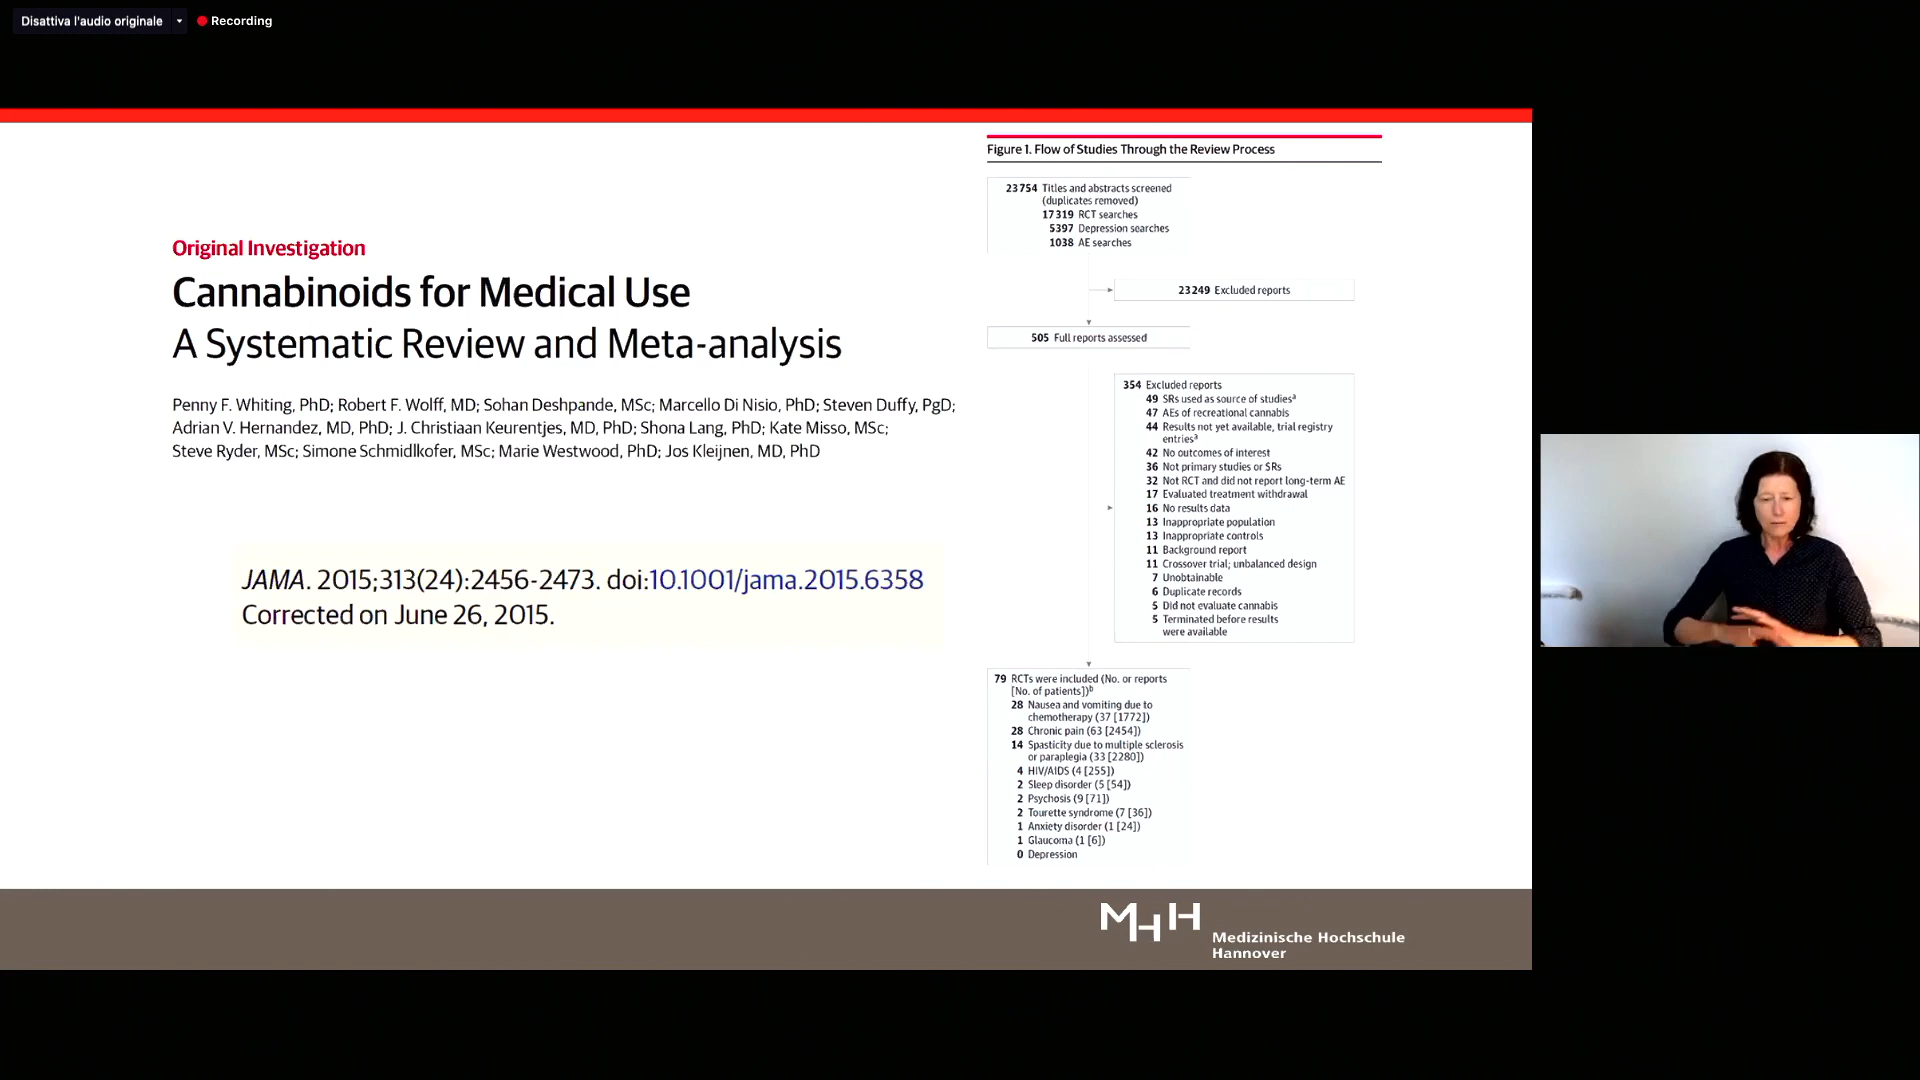 Disattiva l'audio originale
Recording
Original Investigation
Cannabinoids for Medical Use
A Systematic Review and Meta-analysis
Penny F. Whiting, PhD; Robert F. Wolff, MD; Sohan Deshpande, MSc; Marcello Di Nisio, PhD; Steven Duffy, PgD;
Adrian V. Hernandez, MD, PhD; J. Christiaan Keurentjes, MD, PhD; Shona Lang, PhD; Kate Misso, MSc;
Steve Ryder, MSc; Simone Schmidlkofer, MSc; Marie Westwood, PhD; Jos Kleijnen, MD, PhD
JAMA. 2015;313(24):2456-2473. doi:10.1001/jama.2015.6358
Corrected on June 26, 2015.
Figure 1. Flow of Studies Through the Review Process
23754 Titles and abstracts screened
(duplicates removed)
17319 RCT searches
5397 Depression searches
1038 AE searches
23249 Excluded reports
505 Full reports assessed
354 Excluded reports
49 SRs used as source of studiesª
47 AEs of recreational cannabis
44 Results not yet available, trial registry
entriesª
42 No outcomes of interest
36 Not primary studies or SRs
32 Not RCT and did not report long-term AE
17 Evaluated treatment withdrawal
16 No results data
13 Inappropriate population
13 Inappropriate controls
11 Background report
11 Crossover trial; unbalanced design
7 Unobtainable
6 Duplicate records
5 Did not evaluate cannabis
5 Terminated before results
were available
79 RCTs were included (No. or reports
[No. of patients])ᵇ
28 Nausea and vomiting due to
chemotherapy (37 [1772])
28 Chronic pain (63 [2454])
14 Spasticity due to multiple sclerosis
or paraplegia (33 [2280])
4 HIV/AIDS (4 [255])
2 Sleep disorder (5 [54])
2 Psychosis (9 [71])
2 Tourette syndrome (7 [36])
1 Anxiety disorder (1 [24])
1 Glaucoma (1 [6])
0 Depression
MHH
Medizinische Hochschule
Hannover